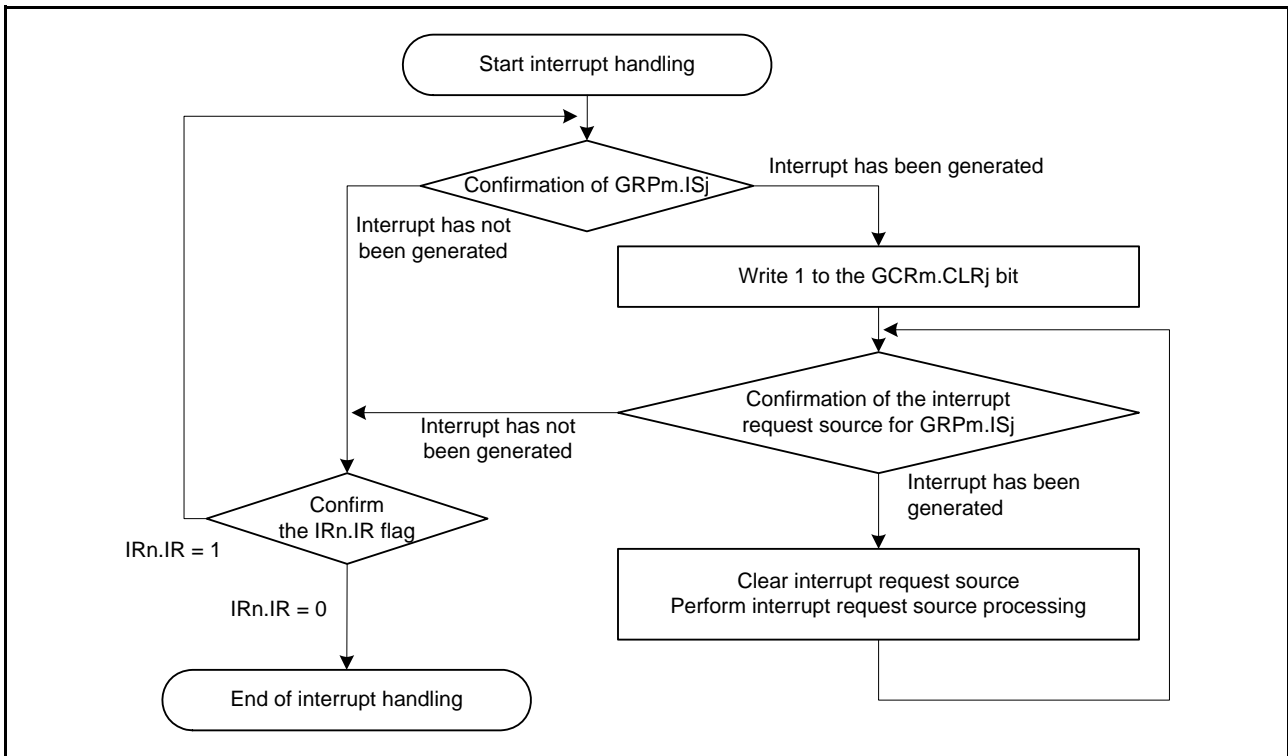 Start interrupt handling
Confirmation of GRPm.ISj
Interrupt has been generated
Interrupt has not
been generated
Write 1 to the GCRm.CLRj bit
Confirmation of the interrupt
request source for GRPm.ISj
Interrupt has not
been generated
Interrupt has been
generated
Confirm
the IRn.IR flag
IRn.IR = 1
Clear interrupt request source
Perform interrupt request source processing
IRn.IR = 0
End of interrupt handling